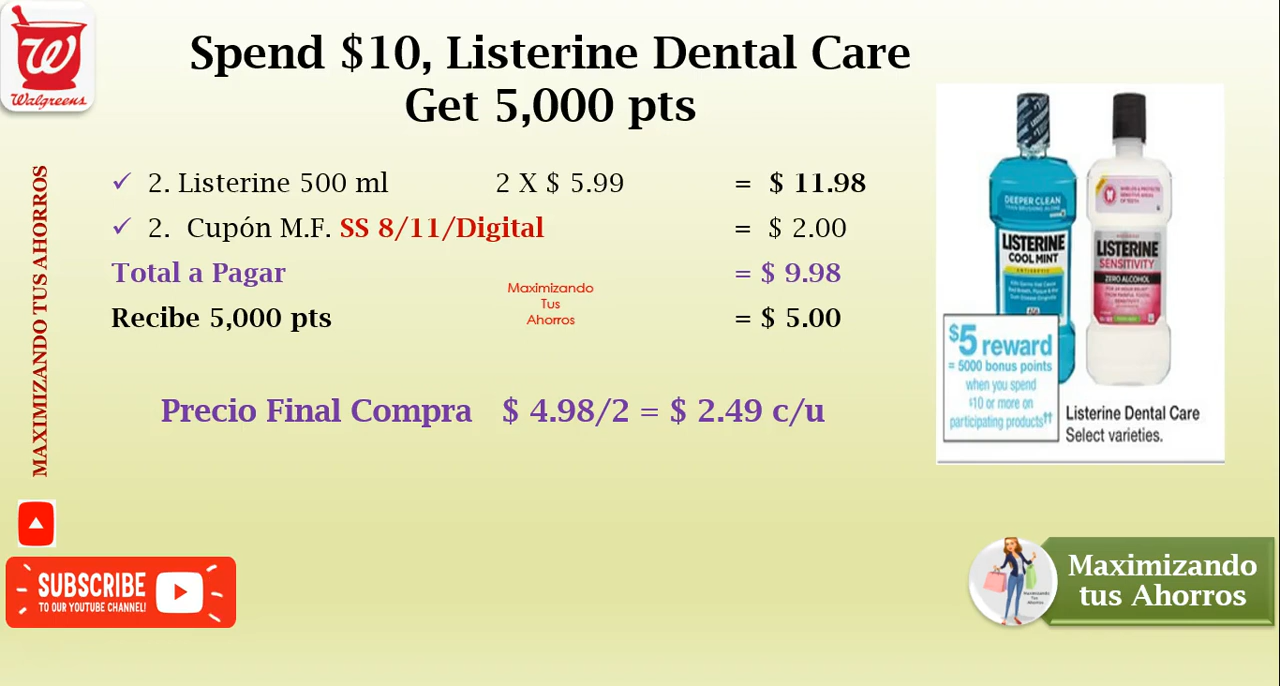 Walgreens
Spend $10, Listerine Dental Care
Get 5,000 pts
MAXIMIZANDO TUS AHORROS
✓ 2. Listerine 500 ml 2 X $ 5.99 = $ 11.98
✓ 2. Cupón M.F. SS 8/11/Digital = $ 2.00
Total a Pagar = $ 9.98
Recibe 5,000 pts = $ 5.00
Maximizando
Tus
Ahorros
Precio Final Compra $ 4.98/2 = $ 2.49 c/u
DEEPER CLEAN
LISTERINE
COOL MINT
ANTISEPTIC
LISTERINE
SENSITIVITY
ZERO ALCOHOL
$5 reward
= 5000 bonus points
when you spend
$10 or more on
participating products††
Listerine Dental Care
Select varieties.
SUBSCRIBE
TO OUR YOUTUBE CHANNEL!
Maximizando
tus Ahorros